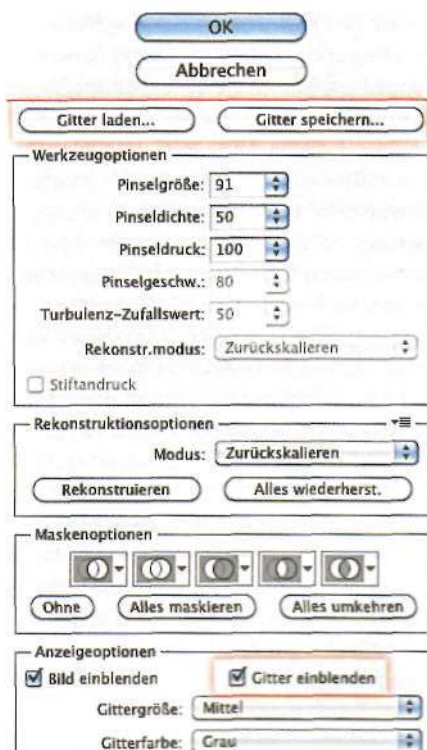 OK
Abbrechen
Gitter laden... Gitter speichern...
Werkzeugoptionen
Pinselgröße: 91
Pinseldichte: 50
Pinseldruck: 100
Pinselgeschw.: 80
Turbulenz-Zufallswert: 50
Rekonstr.modus: Zurückskalieren
Stiftandruck
Rekonstruktionsoptionen
Modus: Zurückskalieren
Rekonstruieren Alles wiederherst.
Maskenoptionen
Ohne Alles maskieren Alles umkehren
Anzeigeoptionen
Bild einblenden Gitter einblenden
Gittergröße: Mittel
Gitterfarbe: Grau